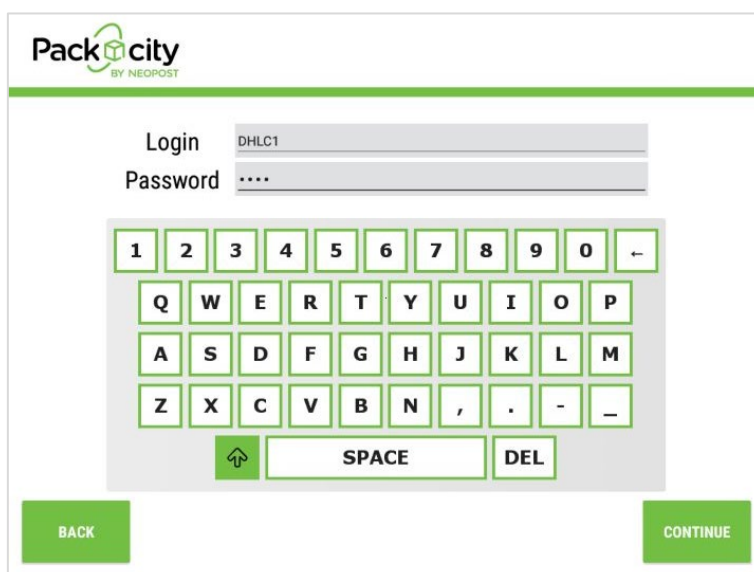 Pack city
BY NEOPOST
Login DHLC1
Password ····
1 2 3 4 5 6 7 8 9 0 ←
Q W E R T Y U I O P
A S D F G H J K L M
Z X C V B N , . - _
SPACE DEL
BACK CONTINUE